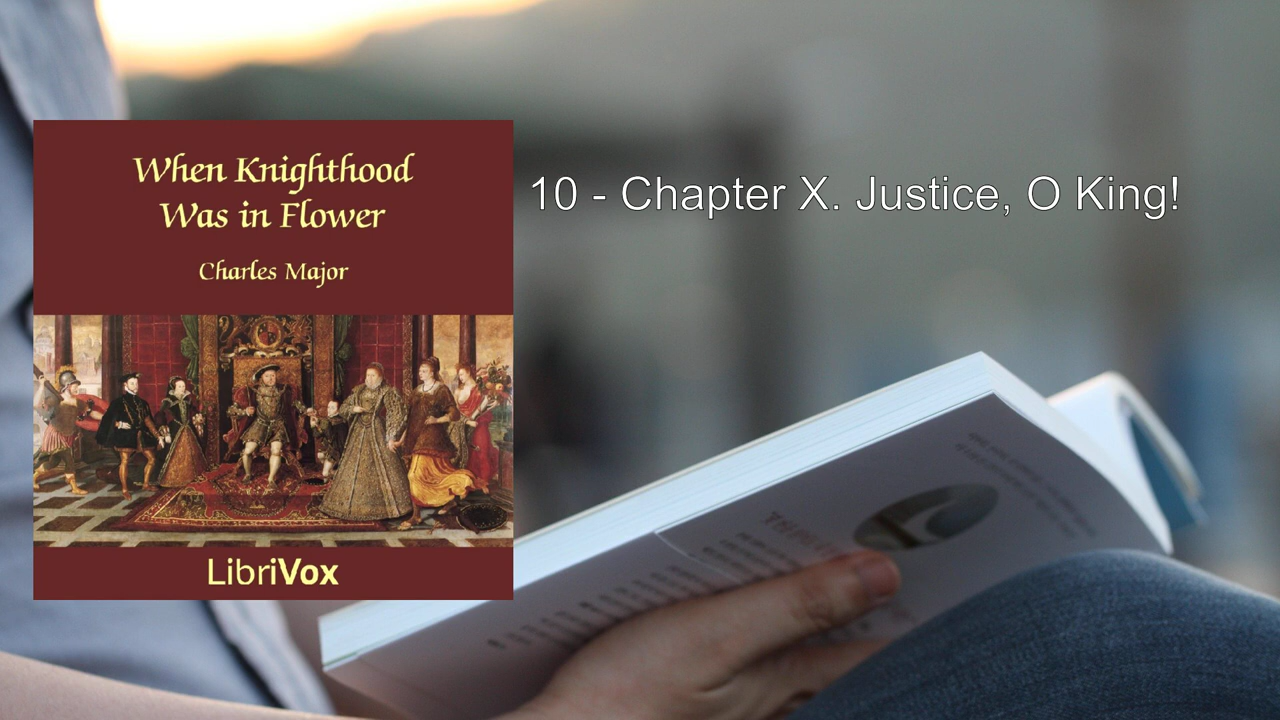 When Knighthood
Was in Flower
Charles Major
LibriVox
10 - Chapter X. Justice, O King!